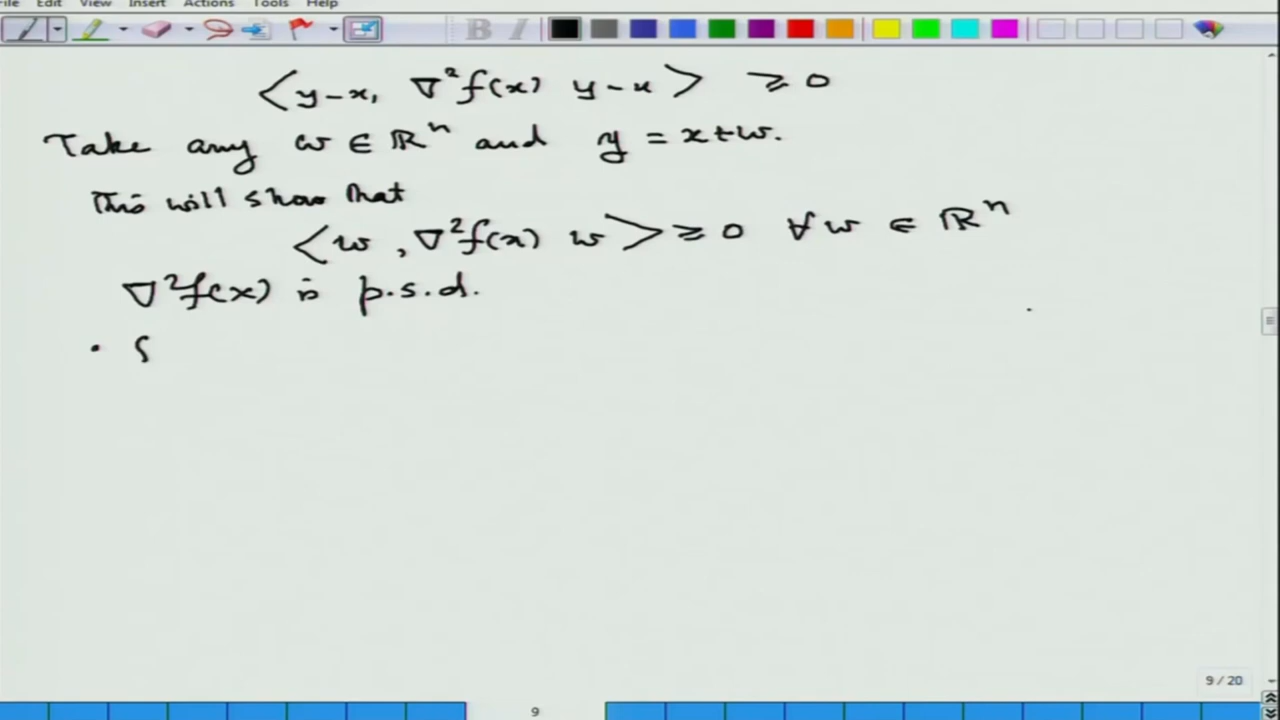 File Edit View Insert Actions Tools Help
B I
<y-x, ∇²f(x) y-x> ≥ 0
Take any w ∈ ℝⁿ and y = x+w.
This will show that
<w, ∇²f(x) w> ≥ 0 ∀ w ∈ ℝⁿ
∇²f(x) is p.s.d.
• S
9 / 20
9